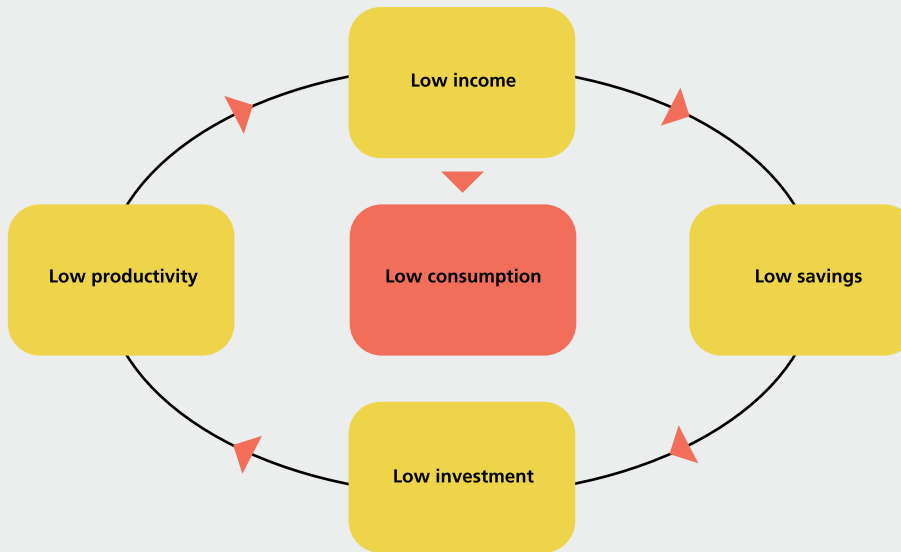 Low income
Low productivity
Low consumption
Low savings
Low investment